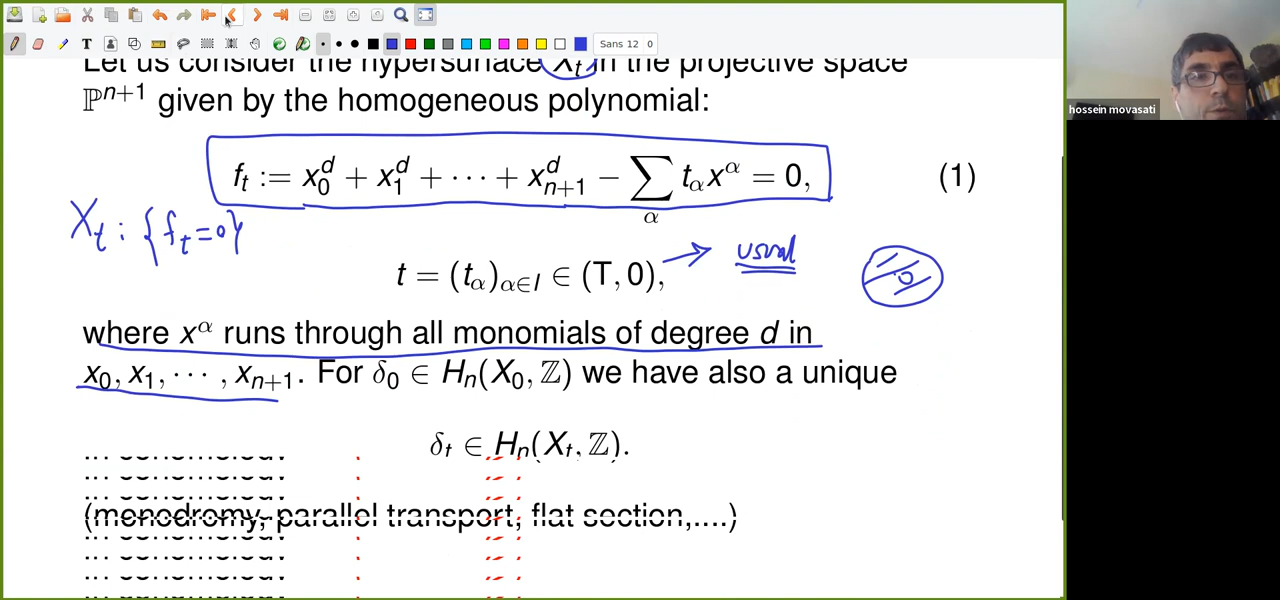 Sans 12 0
hossein movasati
Let us consider the hypersurface X_t in the projective space
ℙ^{n+1} given by the homogeneous polynomial:
f_t := x_0^d + x_1^d + ··· + x_{n+1}^d − ∑_α t_α x^α = 0, (1)
X_t : {f_t = 0}
usual
t = (t_α)_{α∈I} ∈ (T, 0),
0
where x^α runs through all monomials of degree d in
x_0, x_1, ··· , x_{n+1}. For δ_0 ∈ H_n(X_0, ℤ) we have also a unique
δ_t ∈ H_n(X_t, ℤ).
(monodromy, parallel transport, flat section,....)